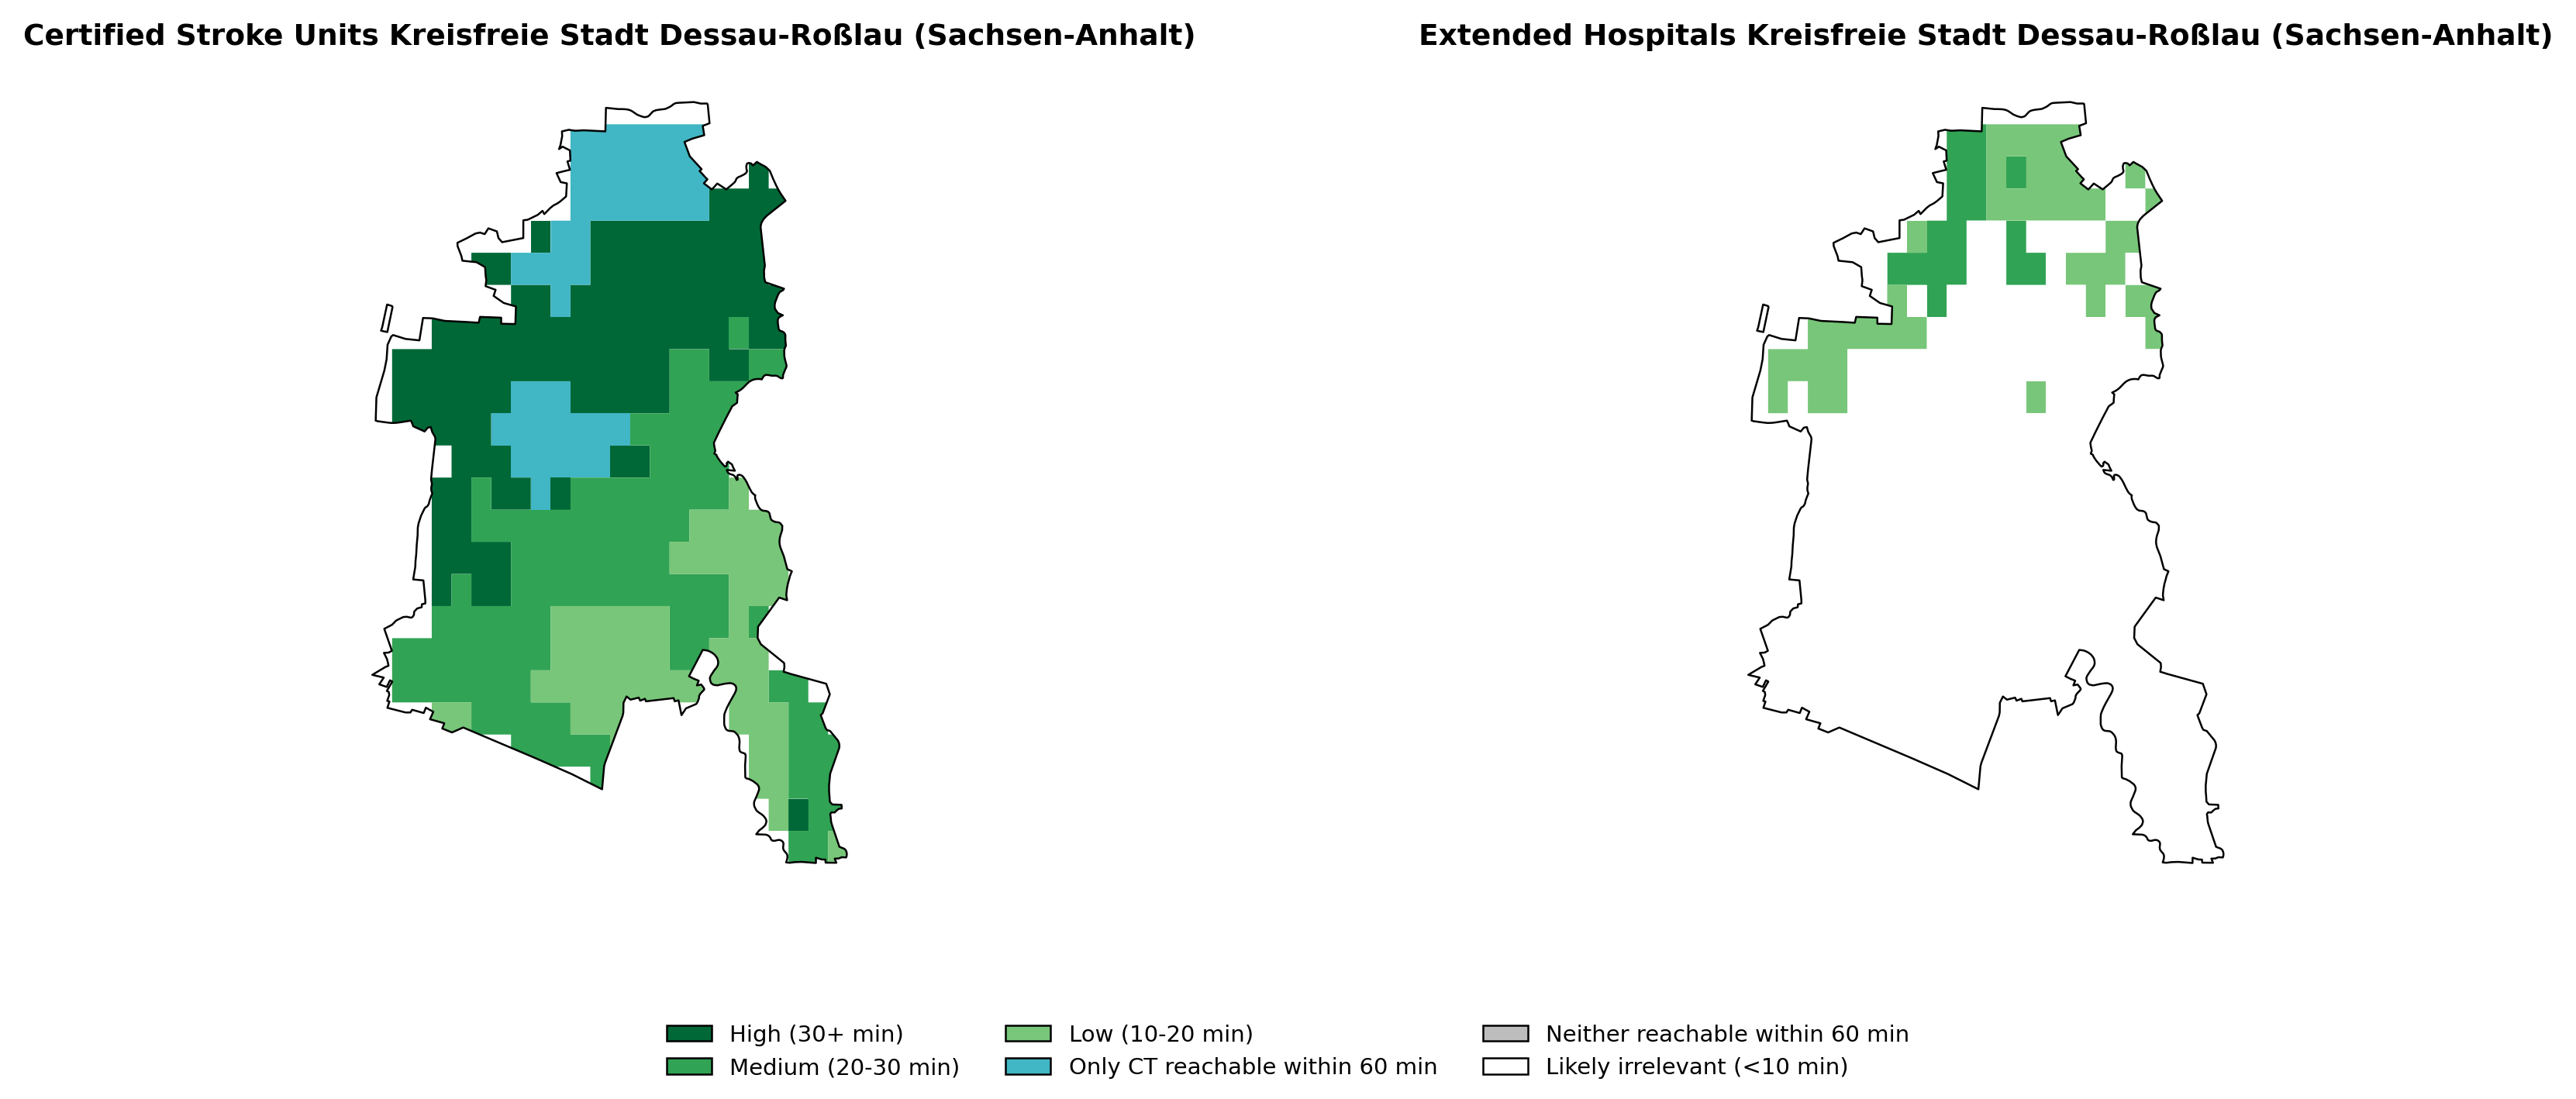 Certified Stroke Units Kreisfreie Stadt Dessau-Roßlau (Sachsen-Anhalt)
Extended Hospitals Kreisfreie Stadt Dessau-Roßlau (Sachsen-Anhalt)
High (30+ min)
Medium (20-30 min)
Low (10-20 min)
Only CT reachable within 60 min
Neither reachable within 60 min
Likely irrelevant (<10 min)